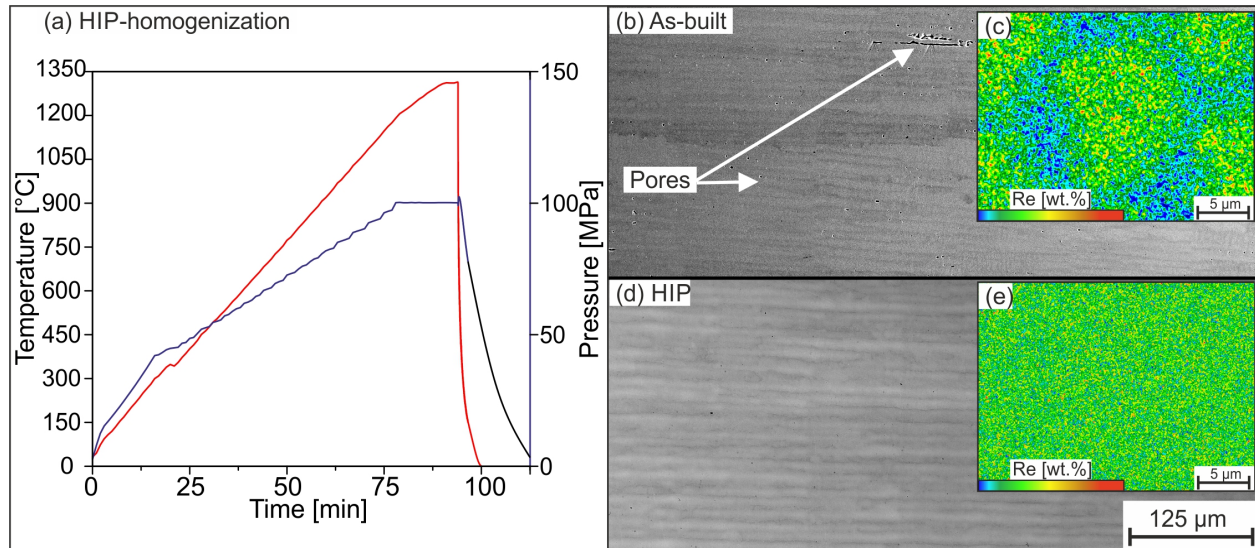 (a) HIP-homogenization
Temperature [°C]
1350
1200
1050
900
750
600
450
300
150
0
0
25
50
75
100
Time [min]
150
100
50
0
Pressure [MPa]
(b) As-built
Pores
(c)
Re [wt.%]
5 µm
(d) HIP
(e)
Re [wt.%]
5 µm
125 µm